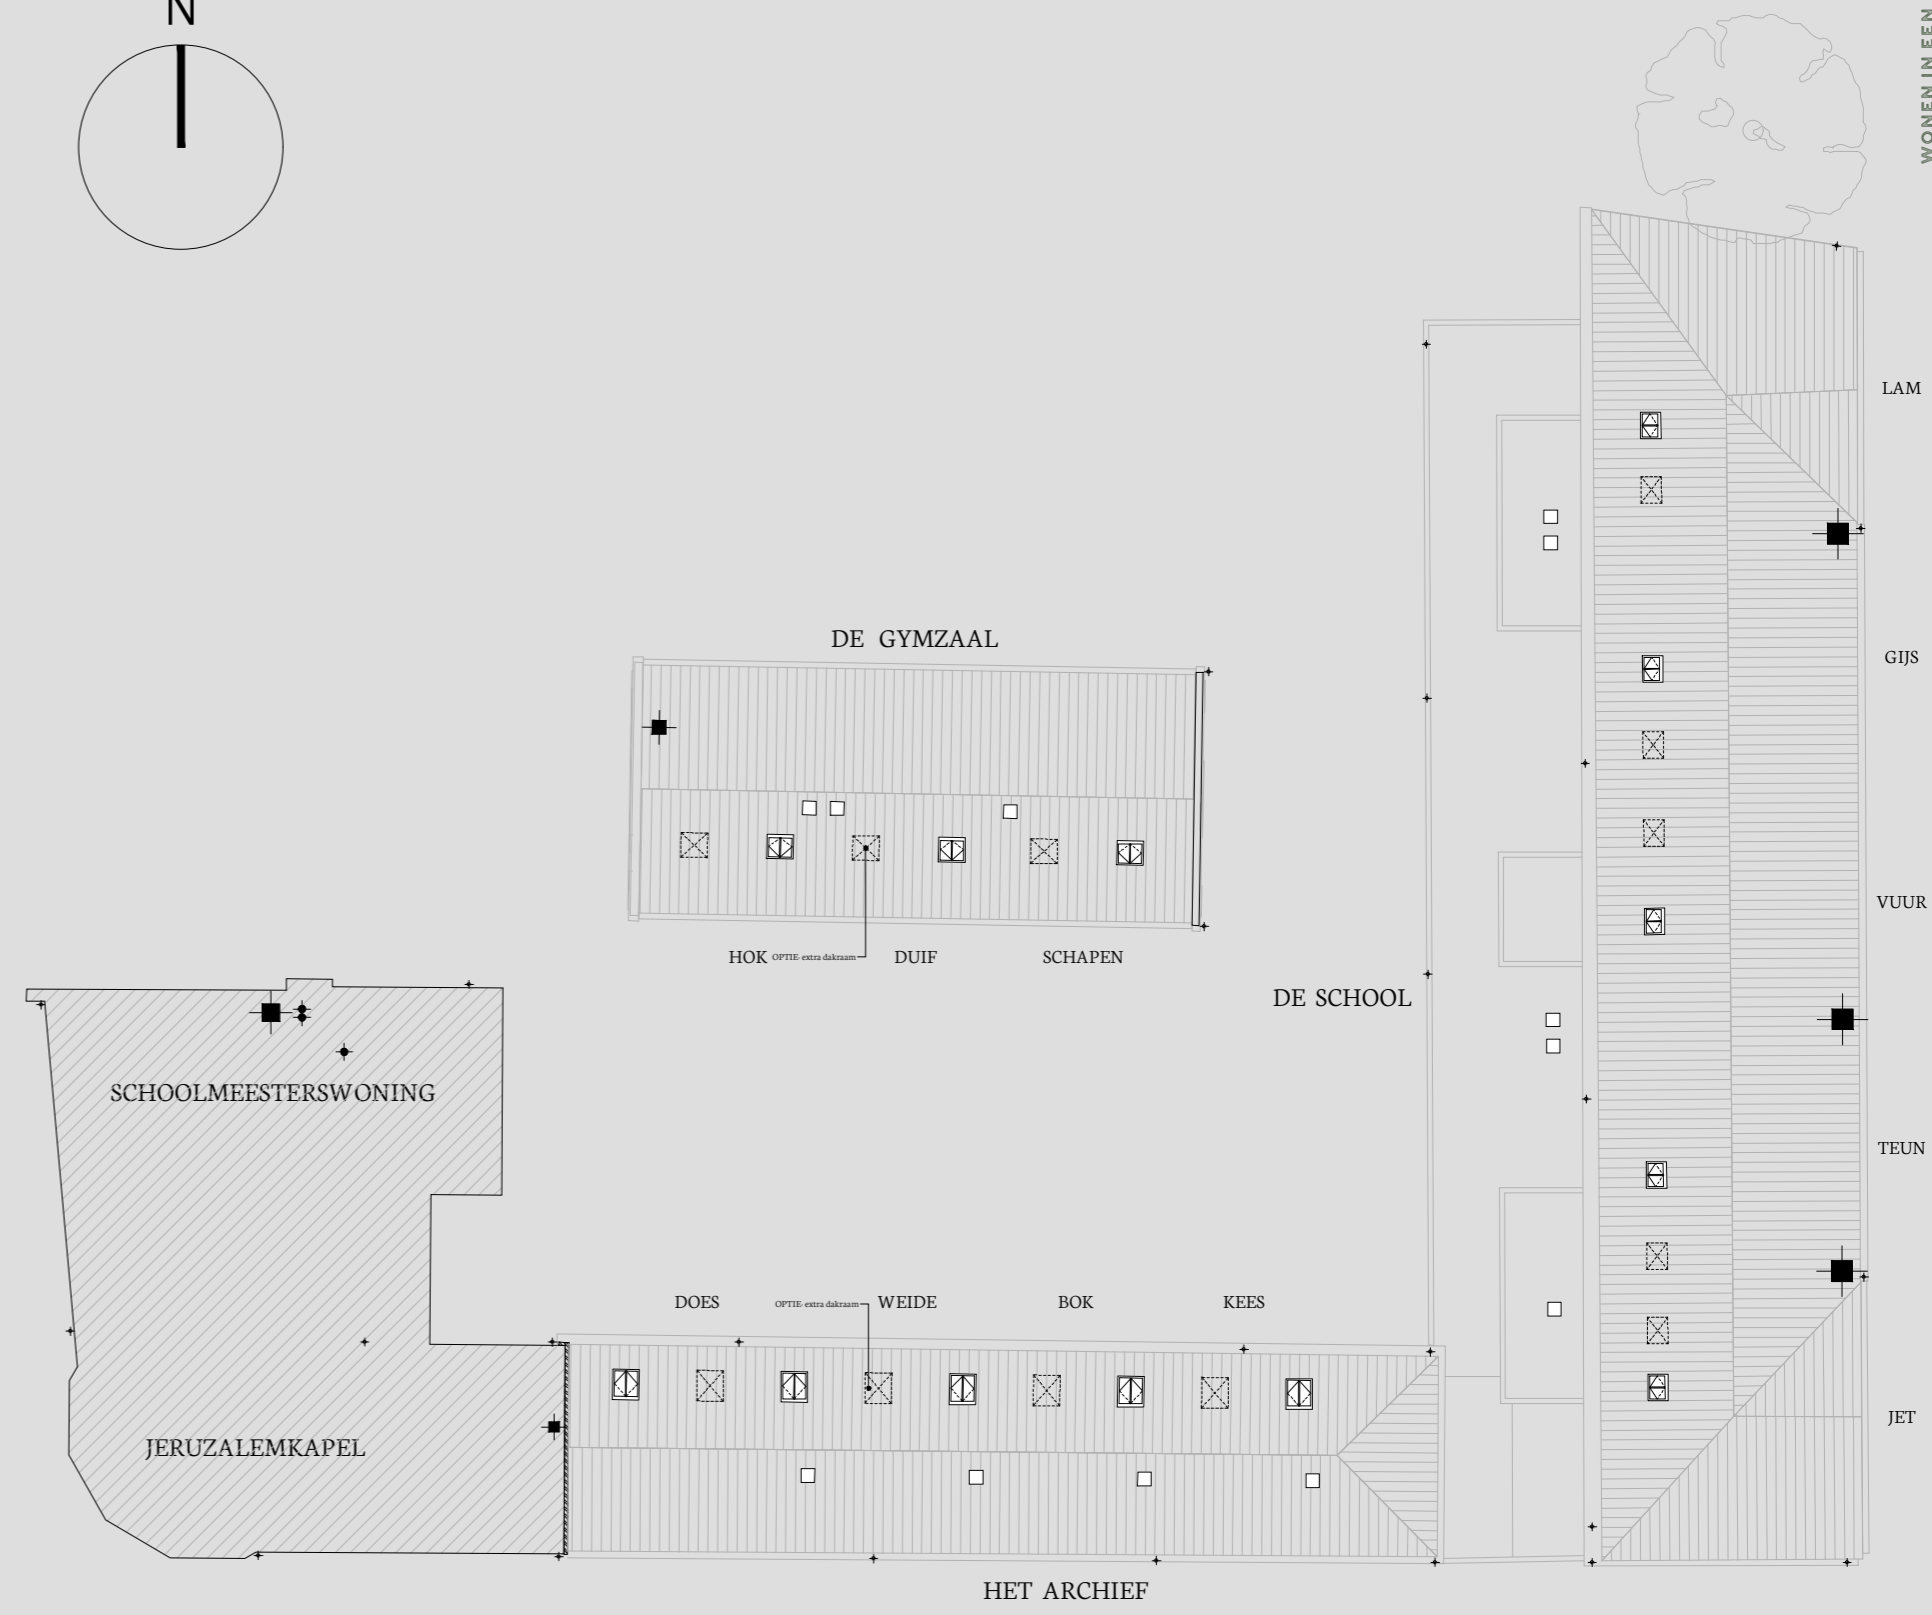 N
WONEN IN EEN
LAM
DE GYMZAAL
GIJS
VUUR
HOK OPTIE: extra dakraam DUIF SCHAPEN
DE SCHOOL
SCHOOLMEESTERSWONING
TEUN
DOES OPTIE: extra dakraam WEIDE BOK KEES
JET
JERUZALEMKAPEL
HET ARCHIEF